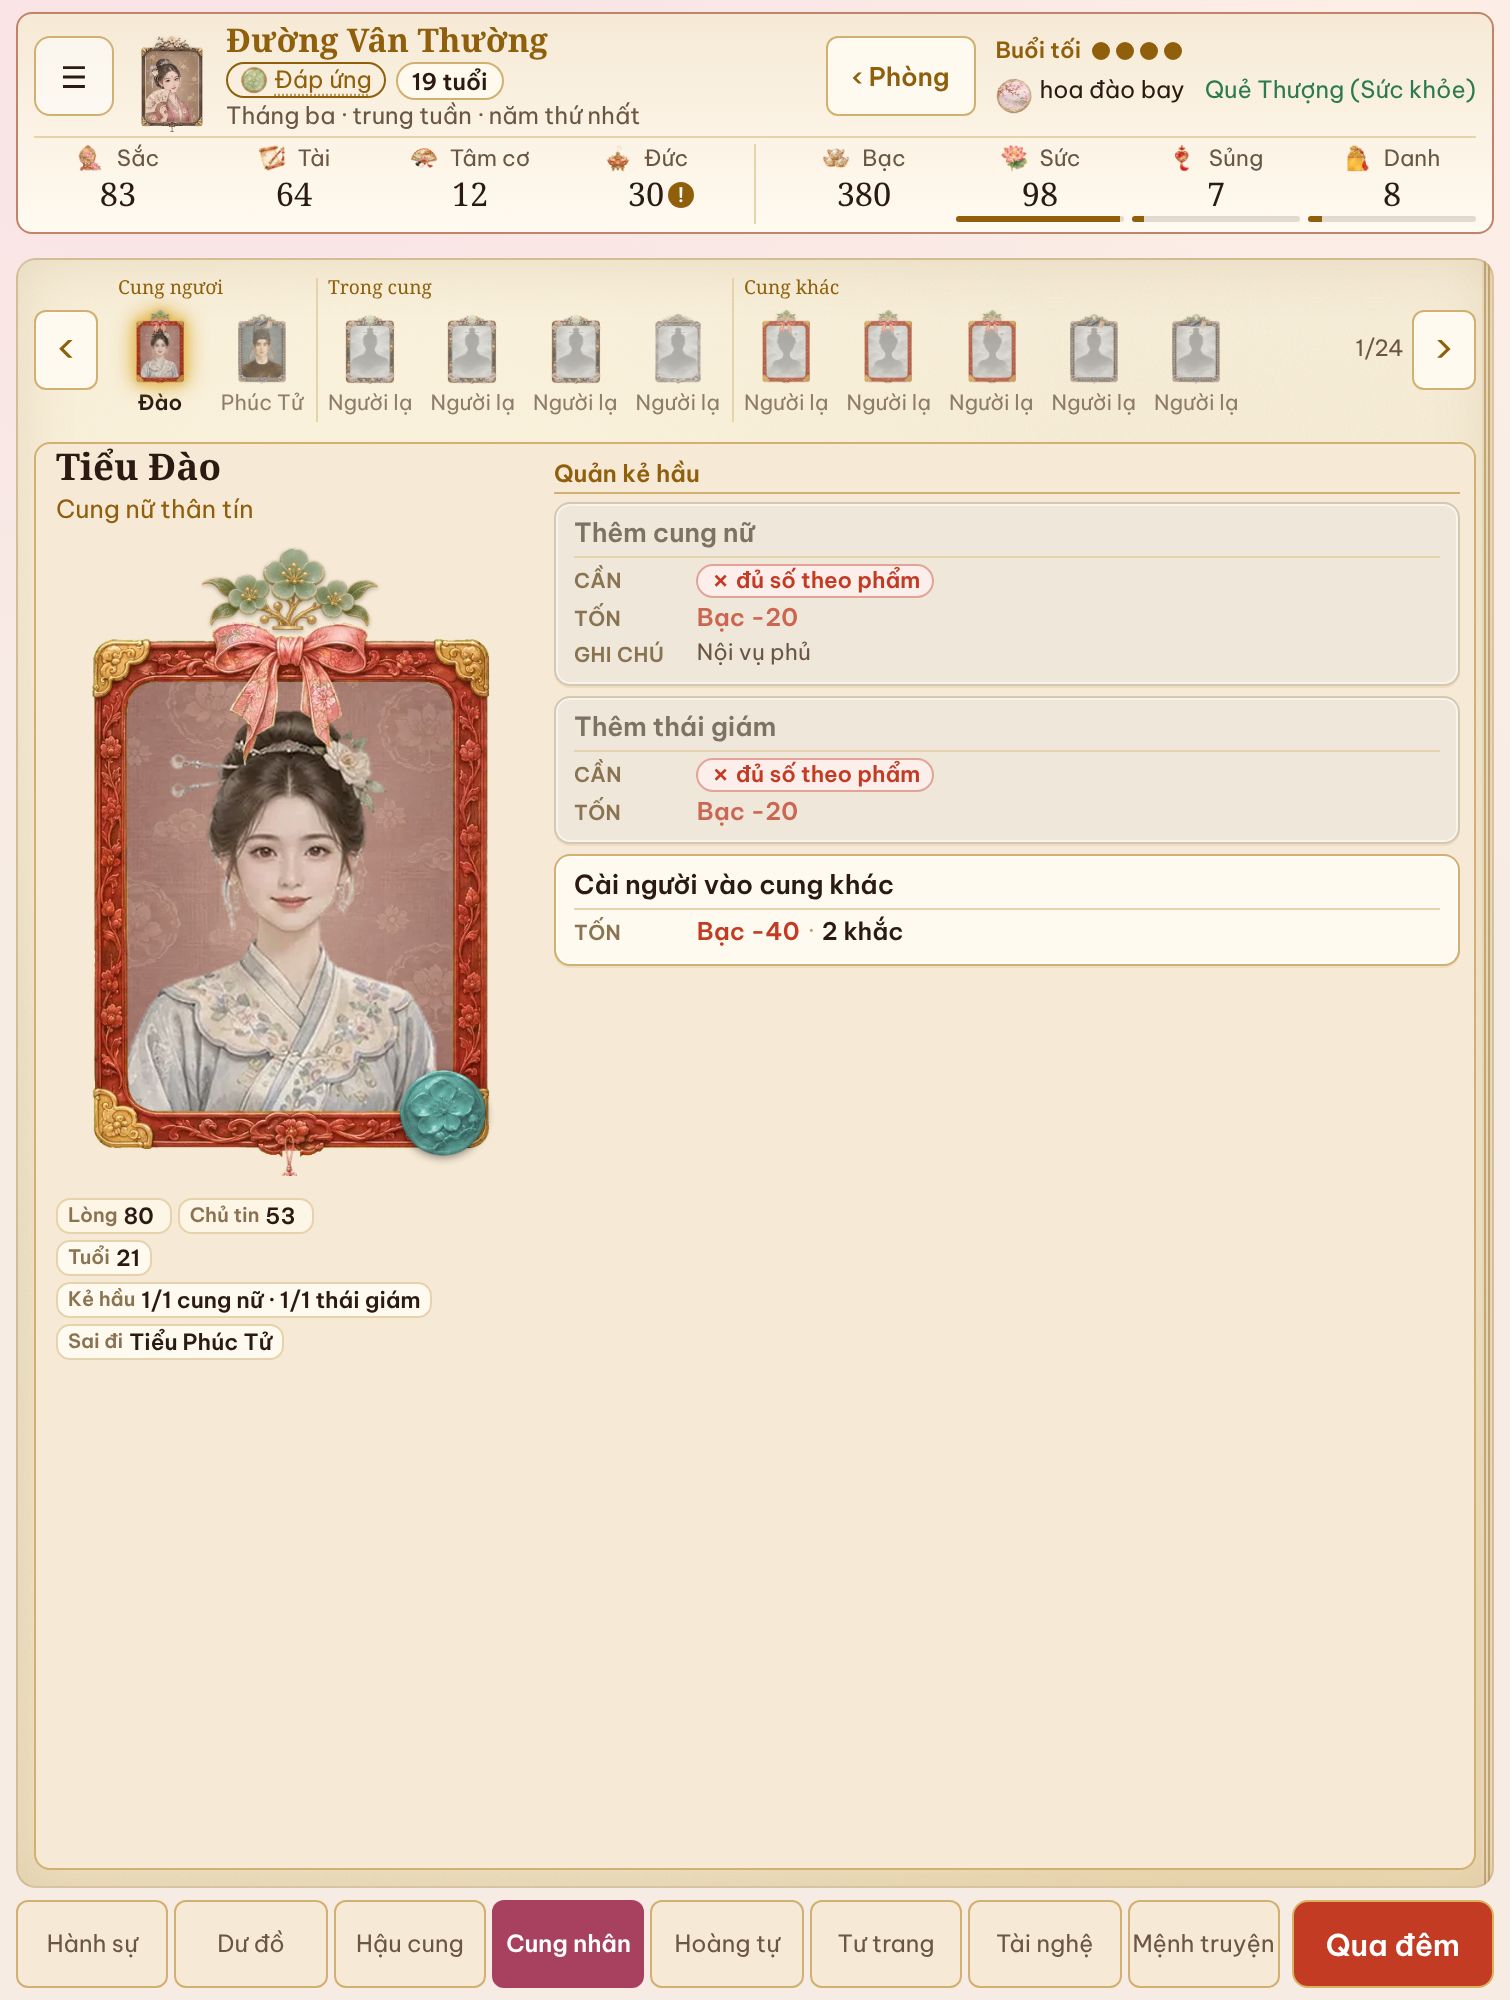 ☰
Đường Vân Thường
Đáp ứng 19 tuổi
Tháng ba · trung tuần · năm thứ nhất
‹ Phòng
Buổi tối
hoa đào bay Quẻ Thượng (Sức khỏe)
Sắc Tài Tâm cơ Đức Bạc Sức Sủng Danh
83 64 12 30 ! 380 98 7 8
Cung ngươi Trong cung Cung khác
‹ 1/24 ›
Đào Phúc Tử Người lạ Người lạ Người lạ Người lạ Người lạ Người lạ Người lạ Người lạ Người lạ
Tiểu Đào
Cung nữ thân tín
Lòng 80 Chủ tin 53
Tuổi 21
Kẻ hầu 1/1 cung nữ · 1/1 thái giám
Sai đi Tiểu Phúc Tử
Quản kẻ hầu
Thêm cung nữ
CẦN × đủ số theo phẩm
TỐN Bạc -20
GHI CHÚ Nội vụ phủ
Thêm thái giám
CẦN × đủ số theo phẩm
TỐN Bạc -20
Cài người vào cung khác
TỐN Bạc -40 · 2 khắc
Hành sự Dư đồ Hậu cung Cung nhân Hoàng tự Tư trang Tài nghệ Mệnh truyện Qua đêm